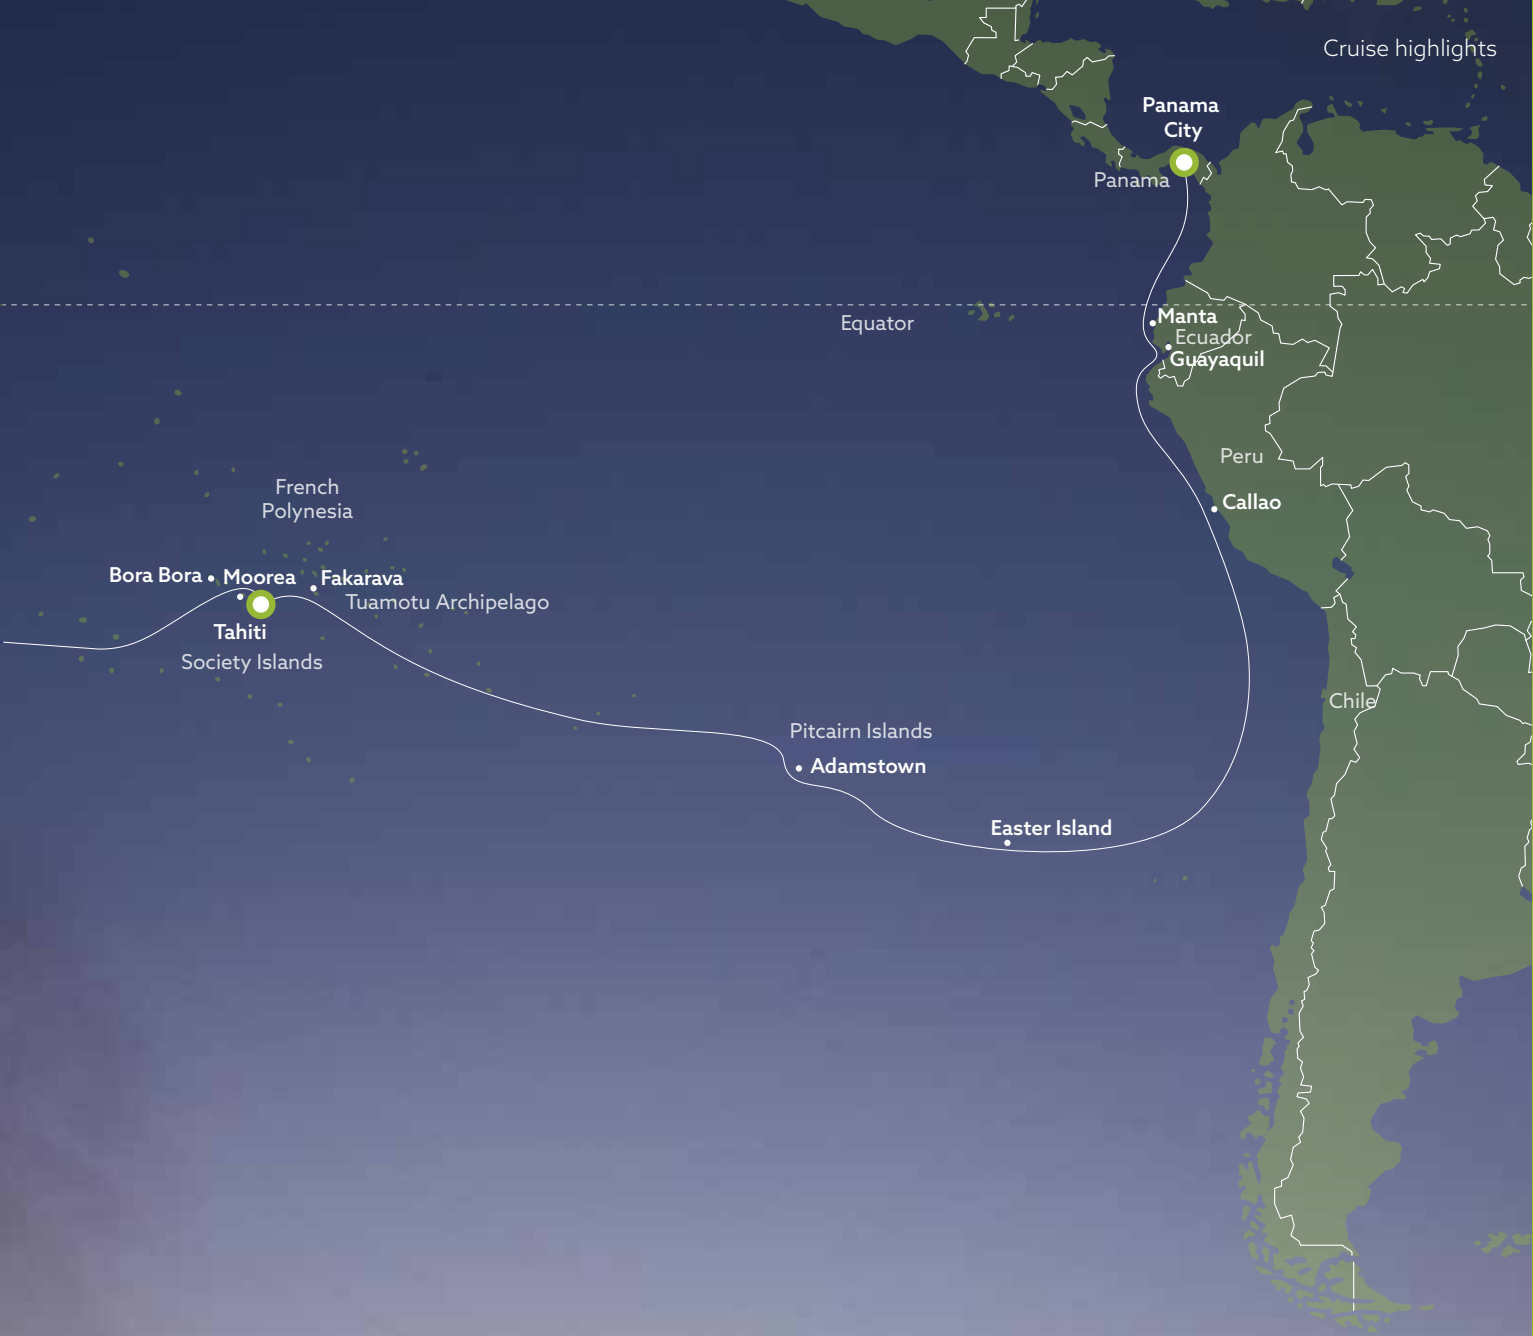 Cruise highlights
Panama
City
Panama
Equator
Manta
Ecuador
Guayaquil
Peru
Callao
French
Polynesia
Bora Bora
Moorea
Fakarava
Tuamotu Archipelago
Tahiti
Society Islands
Chile
Pitcairn Islands
Adamstown
Easter Island